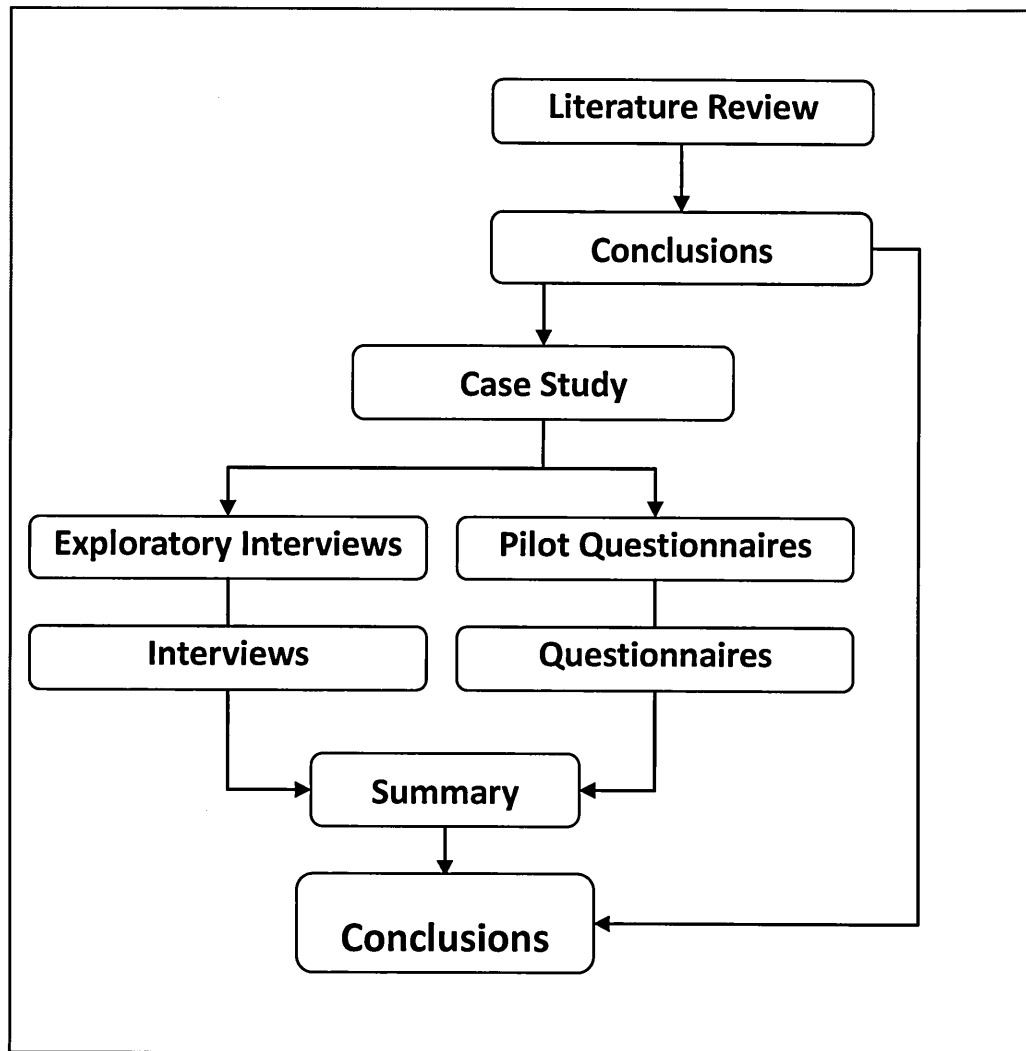 Literature Review
Conclusions
Case Study
Exploratory Interviews
Pilot Questionnaires
Interviews
Questionnaires
Summary
Conclusions